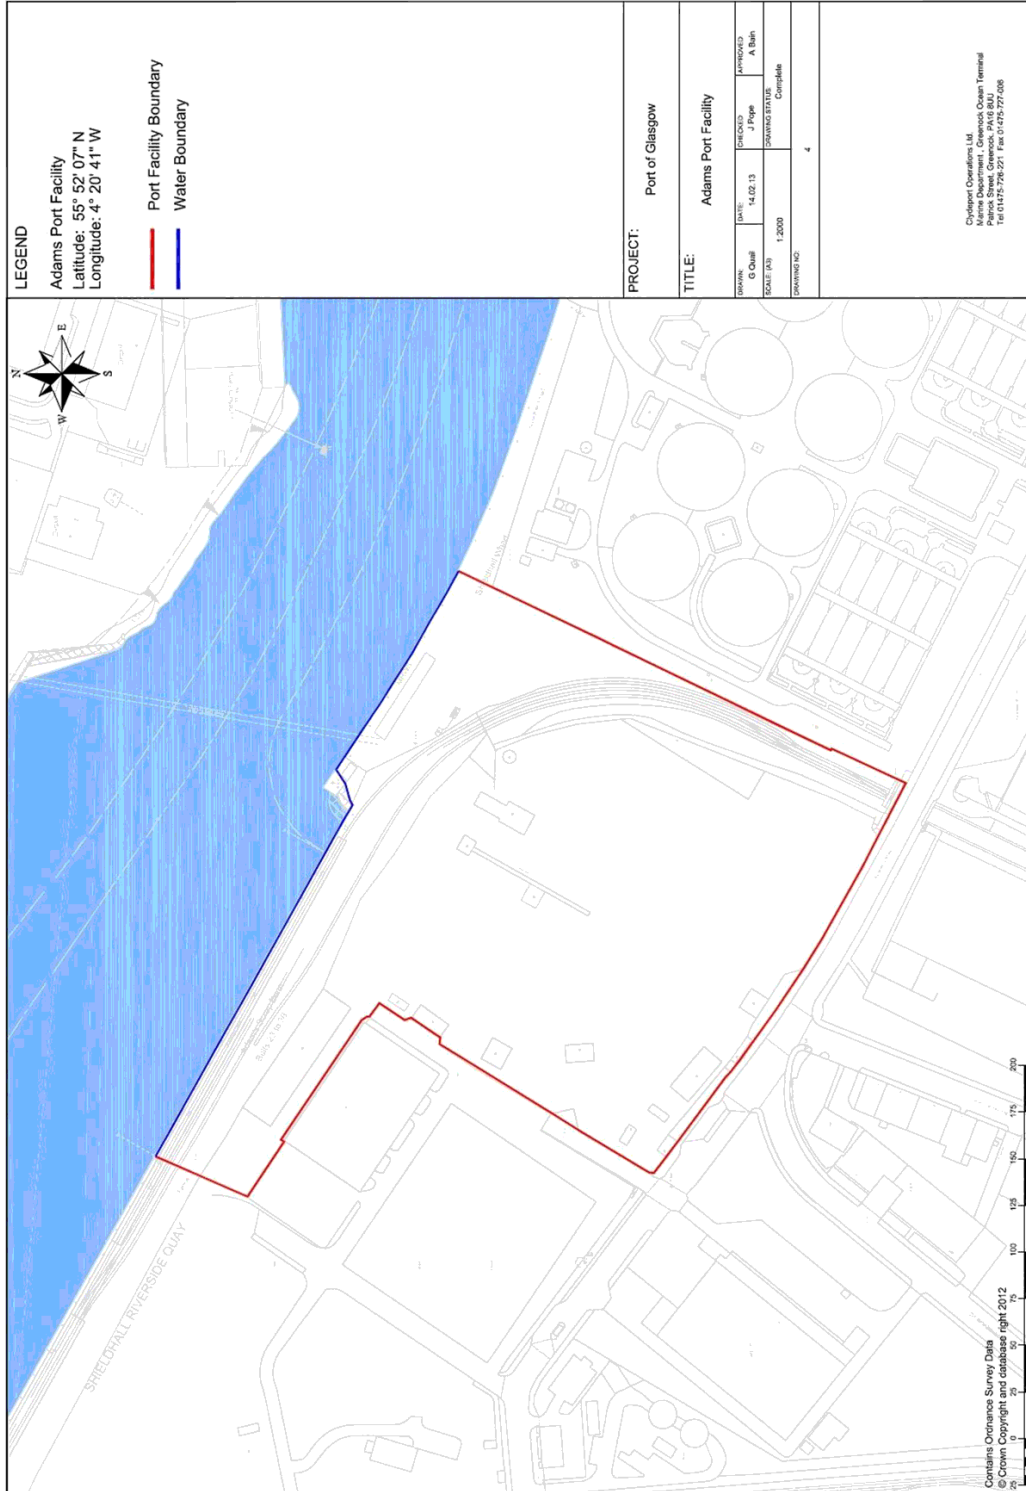 LEGEND
Adams Port Facility
Latitude: 55° 52' 07" N
Longitude: 4° 20' 41" W
Port Facility Boundary
Water Boundary
N
E
S
W
SHIELDHALL RIVERSIDE QUAY
PROJECT:
Port of Glasgow
TITLE:
Adams Port Facility
DRAWN:
G Quail
DATE:
14.02.13
CHECKED
J Pope
APPROVED
A Bain
SCALE: (A3)
1:2000
DRAWING STATUS:
Complete
DRAWING NO:
4
Clydeport Operations Ltd.
Marine Department, Greenock Ocean Terminal
Patrick Street, Greenock, PA16 8UU
Tel 01475-726-221 Fax 01475-727-006
Contains Ordnance Survey Data
© Crown Copyright and database right 2012
25 0 25 50 75 100 125 150 175 200